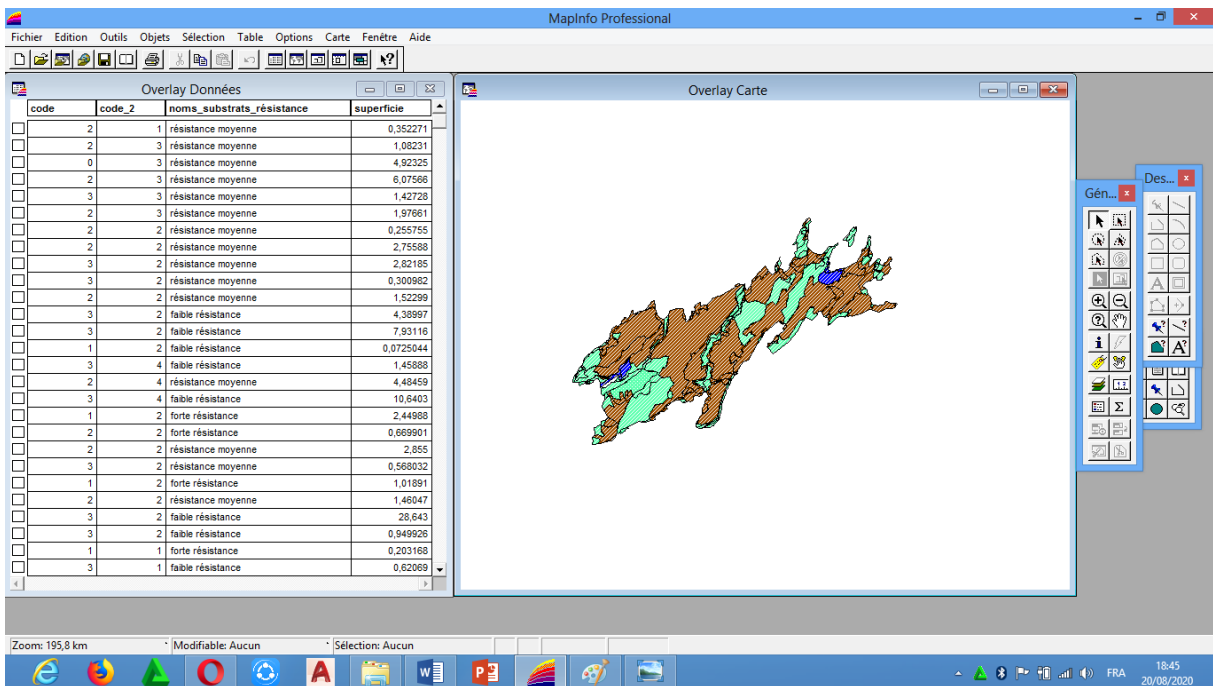 MapInfo Professional
Fichier Edition Outils Objets Sélection Table Options Carte Fenêtre Aide
Overlay Données
code code_2 noms_substrats_résistance superficie
2 1 résistance moyenne 0,352271
2 3 résistance moyenne 1,08231
0 3 résistance moyenne 4,92325
2 3 résistance moyenne 6,07566
3 3 résistance moyenne 1,42728
2 3 résistance moyenne 1,97661
2 2 résistance moyenne 0,255755
2 2 résistance moyenne 2,75588
3 2 résistance moyenne 2,82185
3 2 résistance moyenne 0,300982
2 2 résistance moyenne 1,52299
3 2 faible résistance 4,38997
3 2 faible résistance 7,93116
1 2 faible résistance 0,0725044
3 4 faible résistance 1,45888
2 4 résistance moyenne 4,48459
3 4 faible résistance 10,6403
1 2 forte résistance 2,44988
2 2 forte résistance 0,669901
2 2 résistance moyenne 2,855
3 2 résistance moyenne 0,568032
1 2 forte résistance 1,01891
2 2 résistance moyenne 1,46047
3 2 faible résistance 28,643
3 2 faible résistance 0,949926
1 1 forte résistance 0,203168
3 1 faible résistance 0,62069
Overlay Carte
Gén...
Des...
Zoom: 195,8 km
Modifiable: Aucun
Sélection: Aucun
FRA
18:45
20/08/2020